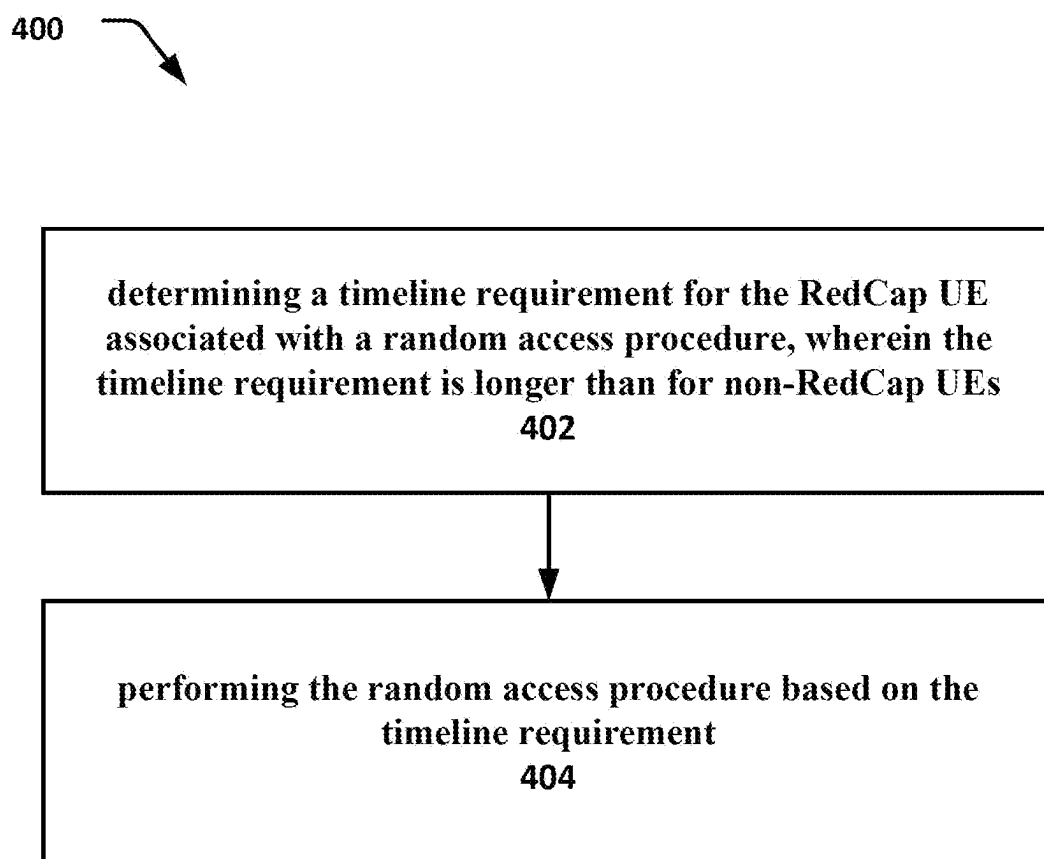 400
determining a timeline requirement for the RedCap UE
associated with a random access procedure, wherein the
timeline requirement is longer than for non-RedCap UEs
402
performing the random access procedure based on the
timeline requirement
404